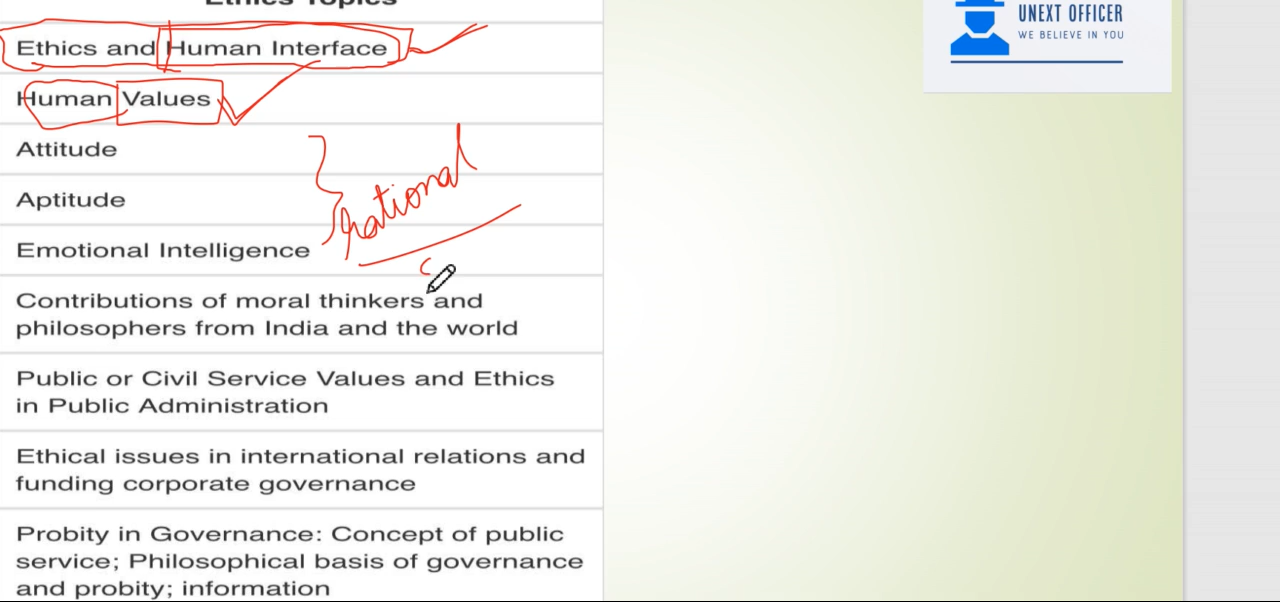 Ethics Topics
Ethics and Human Interface
Human Values
Attitude
Aptitude
Emotional Intelligence
rational
Contributions of moral thinkers and
philosophers from India and the world
Public or Civil Service Values and Ethics
in Public Administration
Ethical issues in international relations and
funding corporate governance
Probity in Governance: Concept of public
service; Philosophical basis of governance
and probity; information
UNEXT OFFICER
WE BELIEVE IN YOU